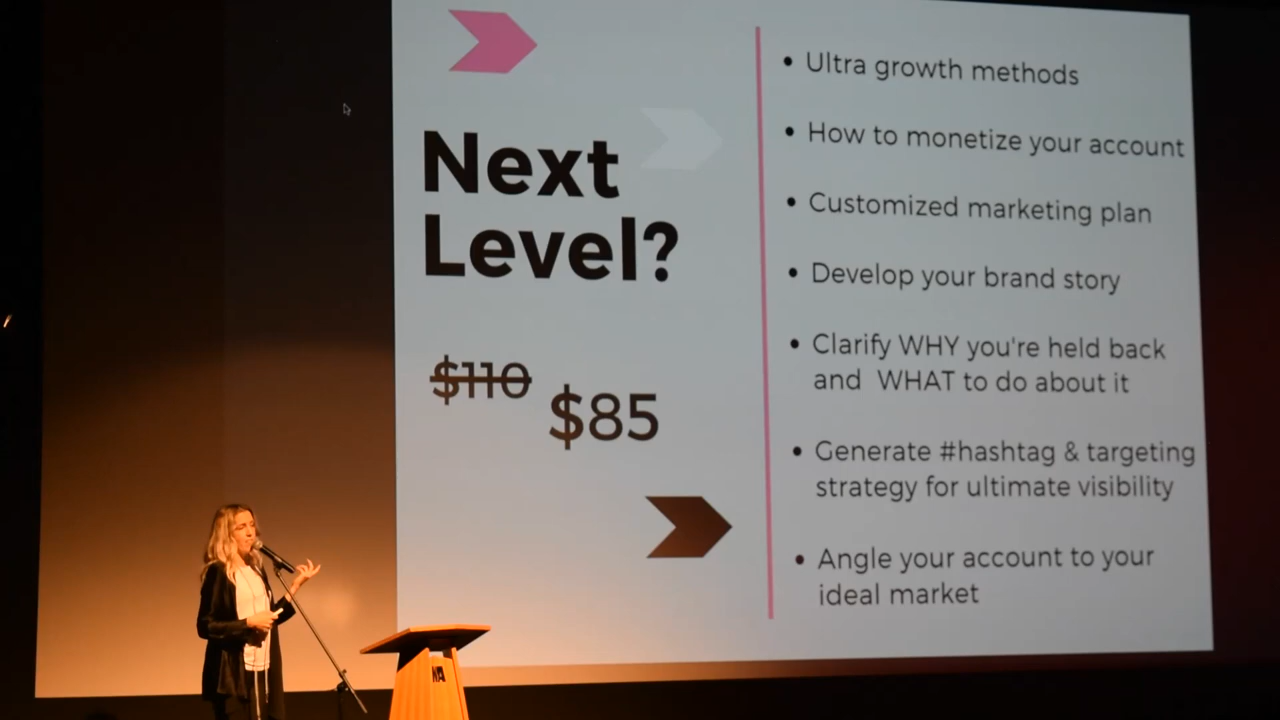 Next
Level?
$110
$85
• Ultra growth methods
• How to monetize your account
• Customized marketing plan
• Develop your brand story
• Clarify WHY you're held back
and WHAT to do about it
• Generate #hashtag & targeting
strategy for ultimate visibility
• Angle your account to your
ideal market